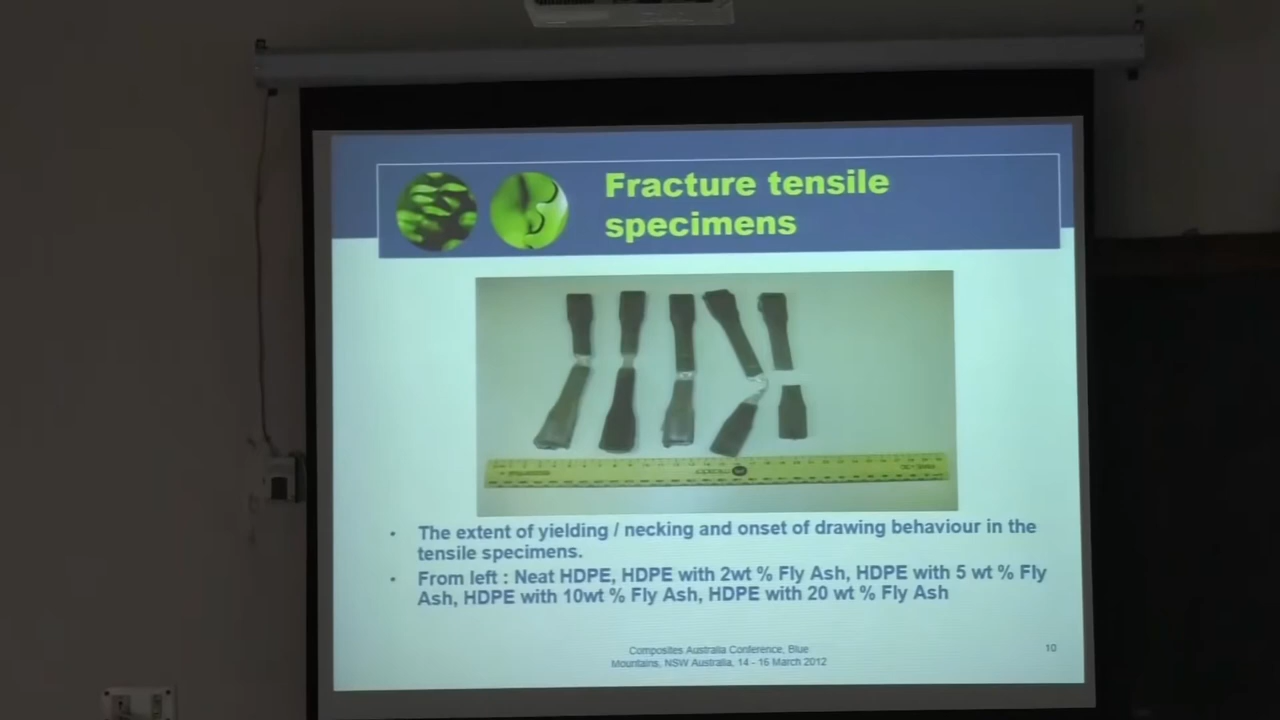 Fracture tensile
specimens
• The extent of yielding / necking and onset of drawing behaviour in the
tensile specimens.
• From left : Neat HDPE, HDPE with 2wt % Fly Ash, HDPE with 5 wt % Fly
Ash, HDPE with 10wt % Fly Ash, HDPE with 20 wt % Fly Ash
Composites Australia Conference, Blue
Mountains, NSW Australia, 14 - 16 March 2012
10